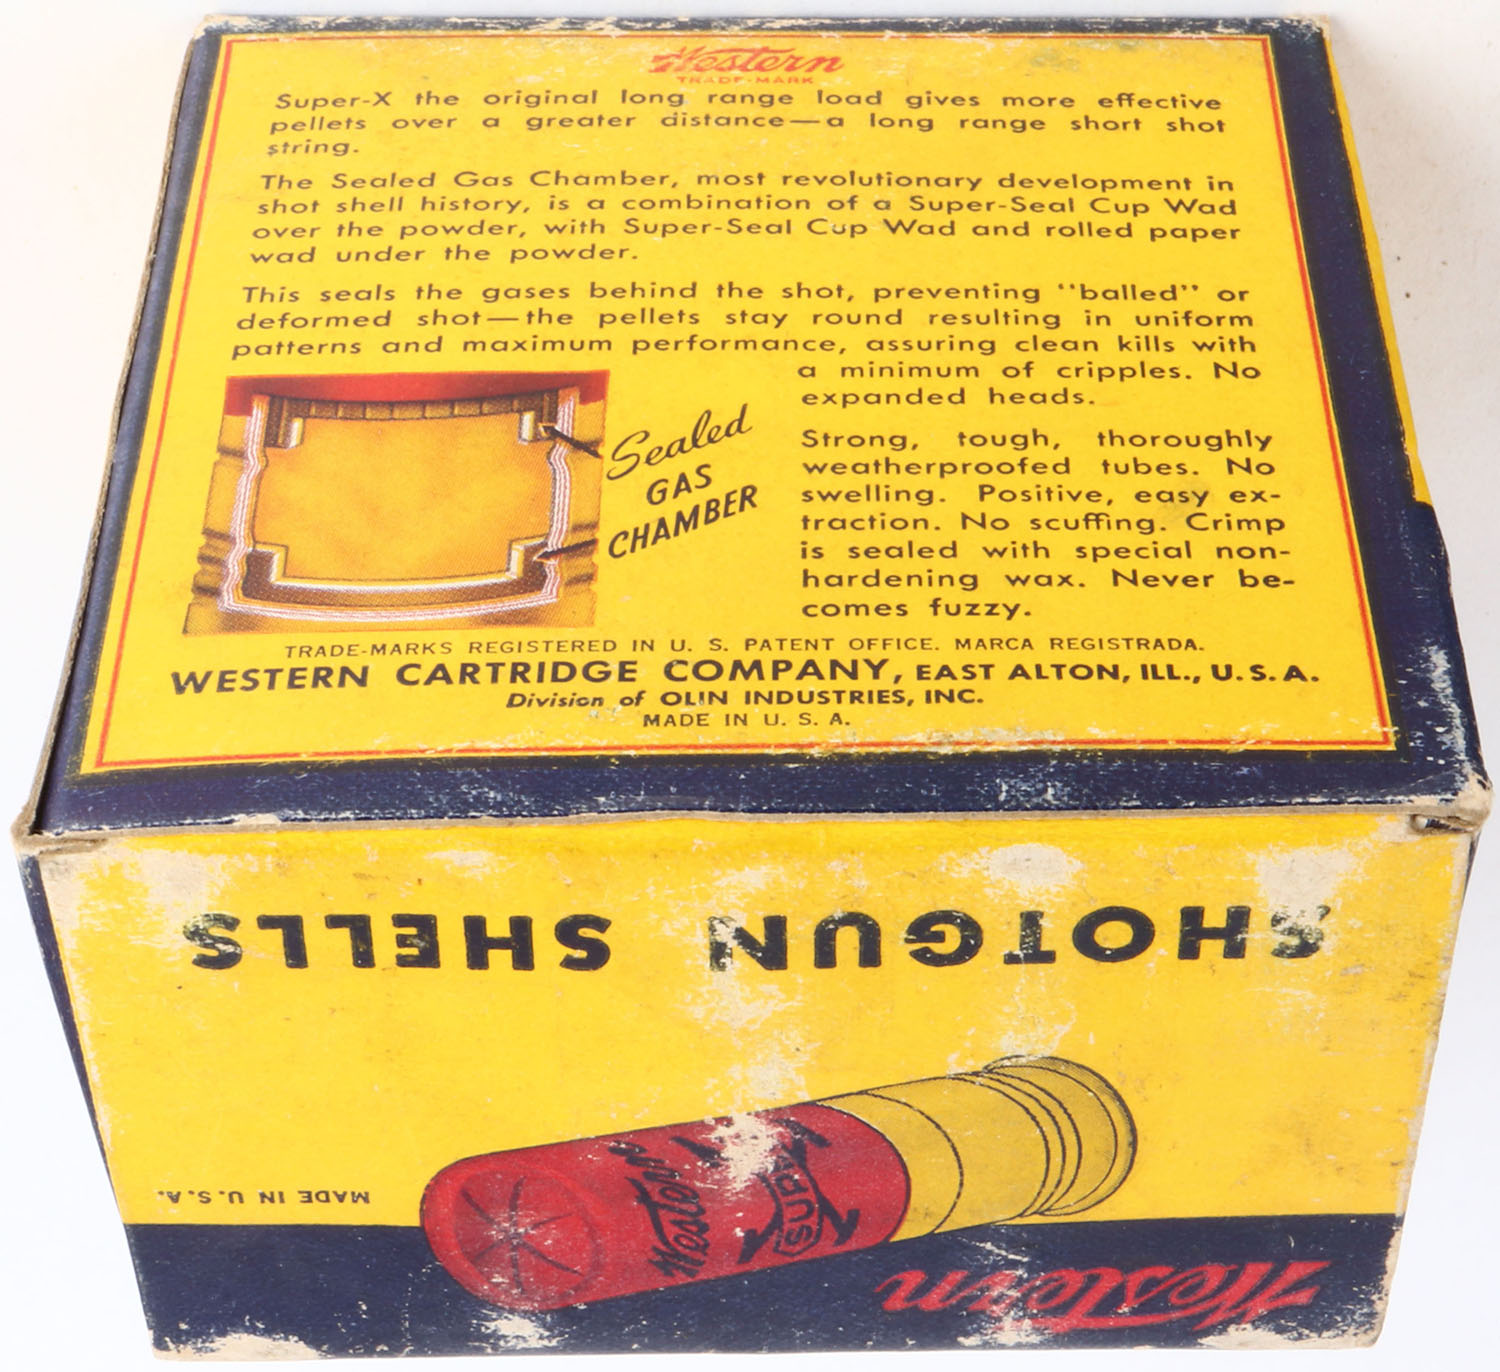 Western
TRADE-MARK
Super-X the original long range load gives more effective
pellets over a greater distance—a long range short shot
string.
The Sealed Gas Chamber, most revolutionary development in
shot shell history, is a combination of a Super-Seal Cup Wad
over the powder, with Super-Seal Cup Wad and rolled paper
wad under the powder.
This seals the gases behind the shot, preventing "balled" or
deformed shot—the pellets stay round resulting in uniform
patterns and maximum performance, assuring clean kills with
a minimum of cripples. No
expanded heads.
Sealed
GAS
CHAMBER
Strong, tough, thoroughly
weatherproofed tubes. No
swelling. Positive, easy ex-
traction. No scuffing. Crimp
is sealed with special non-
hardening wax. Never be-
comes fuzzy.
TRADE-MARKS REGISTERED IN U. S. PATENT OFFICE. MARCA REGISTRADA.
WESTERN CARTRIDGE COMPANY, EAST ALTON, ILL., U. S. A.
Division of OLIN INDUSTRIES, INC.
MADE IN U. S. A.
SHOTGUN SHELLS
Western
SUPER
X
MADE IN U.S.A.
Western